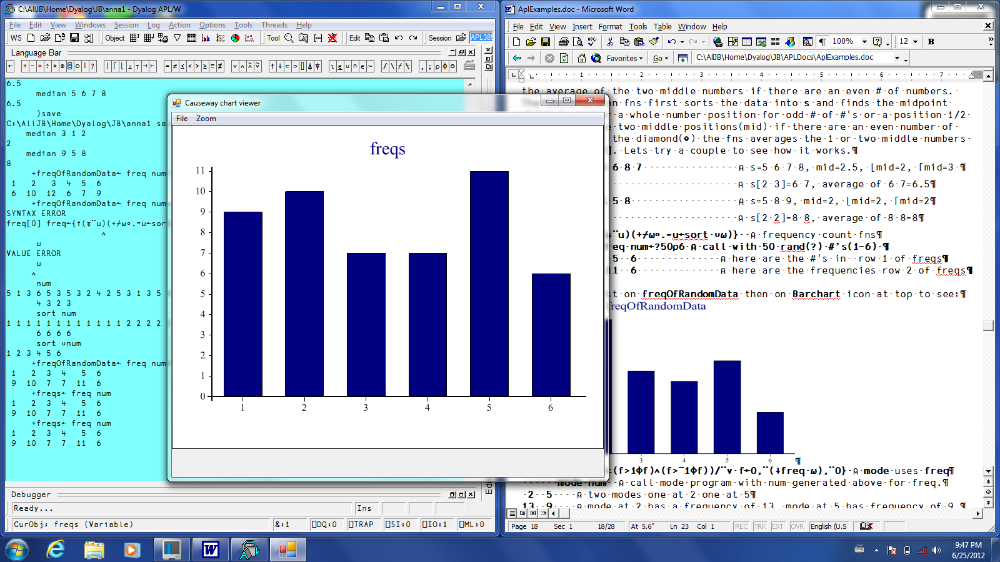 C:\AllJB\Home\Dyalog\JB\anna1 - Dyalog APL/W
File Edit View Windows Session Log Action Options Tools Threads Help
WS Object Tool Edit Session APL385
Language Bar
6.5
median 5 6 7 8
6.5
)save
C:\AllJB\Home\Dyalog\JB\anna1 sa
median 3 1 2
2
median 9 5 8
8
+freqOfRandomData← freq num
1 2 3 4 5 6
6 10 12 6 7 9
+freqOfRandomData← freq num
SYNTAX ERROR
freq[0] freq←{↑(⍕¨u)(+⌿⍵∘.=u←sor
^
u
VALUE ERROR
u
^
num
5 1 3 6 5 3 5 3 2 4 2 5 3 1 3 5
4 3 2 3
sort num
1 1 1 1 1 1 1 1 1 1 1 1 2 2 2 2
6 6 6 6
sort ∪num
1 2 3 4 5 6
+freqOfRandomData← freq num
1 2 3 4 5 6
9 10 7 7 11 6
+freqs← freq num
1 2 3 4 5 6
9 10 7 7 11 6
+freqs← freq num
1 2 3 4 5 6
9 10 7 7 11 6
Debugger
Ready... Ins
CurObj: freqs (Variable) &:1 ⎕DQ:0 ⎕TRAP ⎕SI:0 ⎕IO:1 ⎕ML:0
Causeway chart viewer
File Zoom
freqs
11
10
9
8
7
6
5
4
3
2
1
0
1 2 3 4 5 6
AplExamples.doc - Microsoft Word
File Edit View Insert Format Tools Table Window Help
100% 12 B
Favorites Go C:\AllJB\Home\Dyalog\JB\APLDocs\AplExamples.doc
1 2 3 4 5 6 7
the·average·of·the·two·middle·numbers·if·there·are·an·even·#·of·numbers.·
an·fns·first·sorts·the·data·into·s·and·finds·the·midpoint·
a·whole·number·position·for·odd·#·of·#'s·or·a·position·1/2·
two·middle·positions(mid)·if·there·are·an·even·number·of·
the·diamond(⋄)·the·fns·averages·the·1·or·two·middle·numbers·
].·Lets·try·a·couple·to·see·how·it·works.¶
6·8·7···············⍝·s=5·6·7·8,·mid=2.5,·⌊mid=2,·⌈mid=3·¶
⍝·s[2·3]=6·7,·average·of·6·7=6.5¶
5·8·················⍝·s=5·8·9,·mid=2,·⌊mid=2,·⌈mid=2¶
⍝·s[2·2]=8·8,·average·of·8·8=8¶
¨u)(+⌿⍵∘.=u←sort·∪⍵)}··⍝·frequency·count·fns¶
eq·num←?50⍴6·⍝·call·with·50·rand(?)·#'s(1-6)·¶
5··6··············⍝·here·are·the·#'s·in··row·1·of·freqs¶
11··6··············⍝·here·are·the·frequencies·row·2·of·freqs¶
st·on·freqOfRandomData·then·on·Barchart·icon·at·top·to·see:¶
freqOfRandomData
3 4 5 6 ¶
(f>1⌽f)∧(f>¯1⌽f))/¨∨·f←0,¨(↓freq·⍵),¨0}·⍝·mode·uses·freq¶
mode·num··⍝·call·mode·program·with·num·generated·above·for·freq.¶
·2··5····⍝·two·modes·one·at·2·one·at·5¶
13··9····⍝·mode·at·2·has·a·frequency·of·13,·mode·at·5·has·frequency·of·9.¶
Page 18 Sec 1 18/28 At 5.6" Ln 23 Col 1 REC TRK EXT OVR English (U.S
9:47 PM
6/25/2012